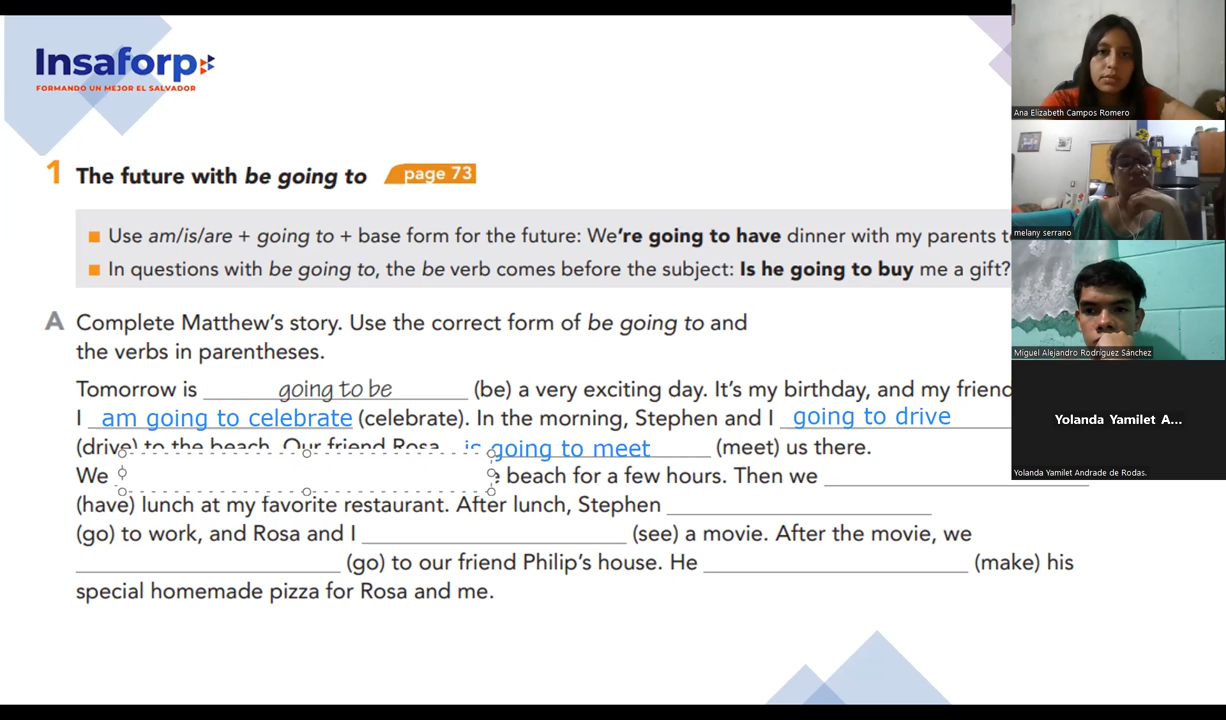 Insaforp
FORMANDO UN MEJOR EL SALVADOR
1 The future with be going to page 73
Use am/is/are + going to + base form for the future: We're going to have dinner with my parents
In questions with be going to, the be verb comes before the subject: Is he going to buy me a gift?
A Complete Matthew's story. Use the correct form of be going to and
the verbs in parentheses.
Tomorrow is going to be (be) a very exciting day. It's my birthday, and my friend
I am going to celebrate (celebrate). In the morning, Stephen and I going to drive
(drive) to the beach. Our friend Rosa is going to meet (meet) us there.
We beach for a few hours. Then we
(have) lunch at my favorite restaurant. After lunch, Stephen
(go) to work, and Rosa and I (see) a movie. After the movie, we
(go) to our friend Philip's house. He (make) his
special homemade pizza for Rosa and me.
Ana Elizabeth Campos Romero
melany serrano
Miguel Alejandro Rodríguez Sánchez
Yolanda Yamilet A...
Yolanda Yamilet Andrade de Rodas.